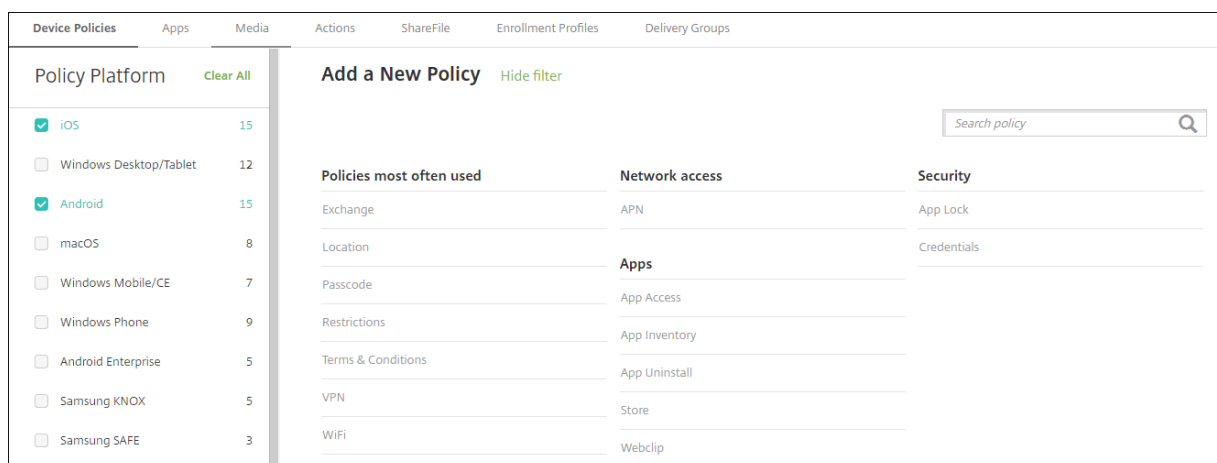 Device Policies Apps Media Actions ShareFile Enrollment Profiles Delivery Groups
Policy Platform Clear All
iOS 15
Windows Desktop/Tablet 12
Android 15
macOS 8
Windows Mobile/CE 7
Windows Phone 9
Android Enterprise 5
Samsung KNOX 5
Samsung SAFE 3
Add a New Policy Hide filter
Search policy
Policies most often used
Exchange
Location
Passcode
Restrictions
Terms & Conditions
VPN
WiFi
Network access
APN
Apps
App Access
App Inventory
App Uninstall
Store
Webclip
Security
App Lock
Credentials